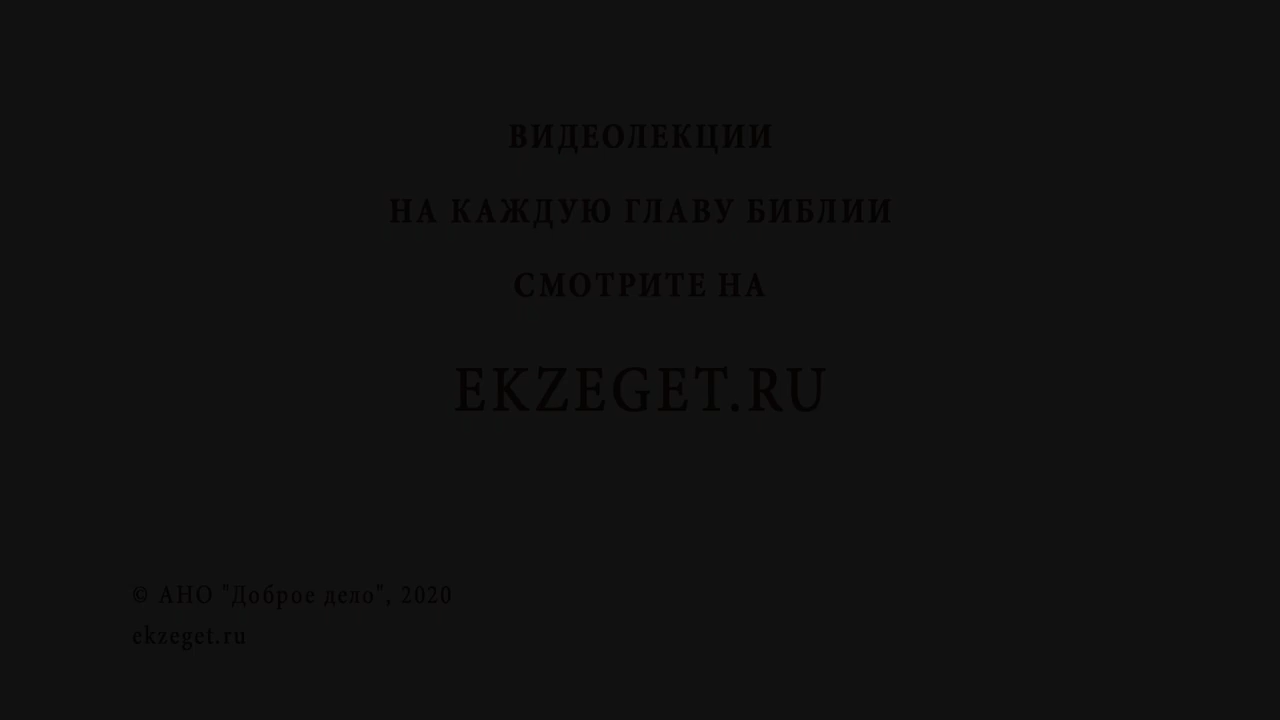 ВИДЕОЛЕКЦИИ
НА КАЖДУЮ ГЛАВУ БИБЛИИ
СМОТРИТЕ НА
EKZEGET.RU
© АНО "Доброе дело", 2020
ekzeget.ru